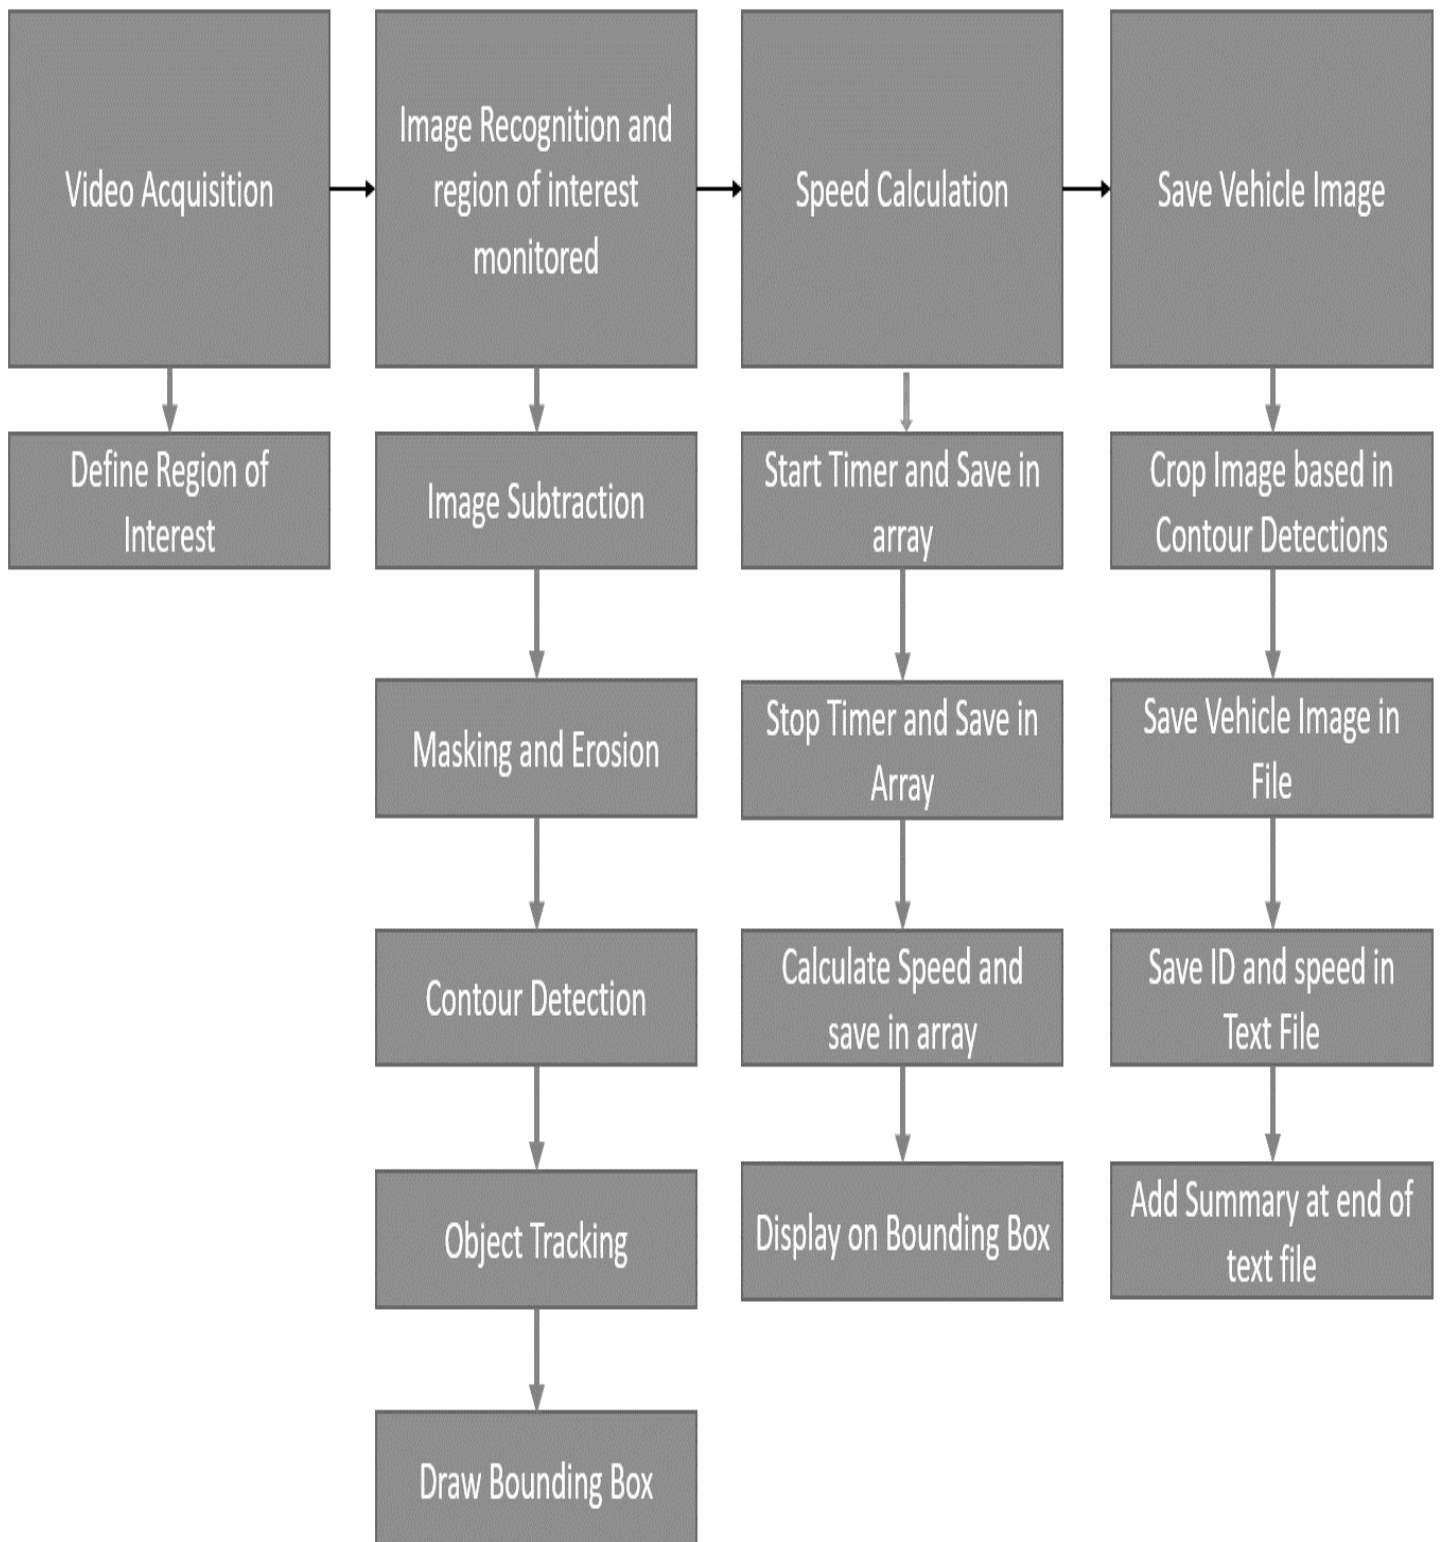 Video Acquisition
Image Recognition and
region of interest
monitored
Speed Calculation
Save Vehicle Image
Define Region of
Interest
Image Subtraction
Start Timer and Save in
array
Crop Image based in
Contour Detections
Masking and Erosion
Stop Timer and Save in
Array
Save Vehicle Image in
File
Contour Detection
Calculate Speed and
save in array
Save ID and speed in
Text File
Object Tracking
Display on Bounding Box
Add Summary at end of
text file
Draw Bounding Box